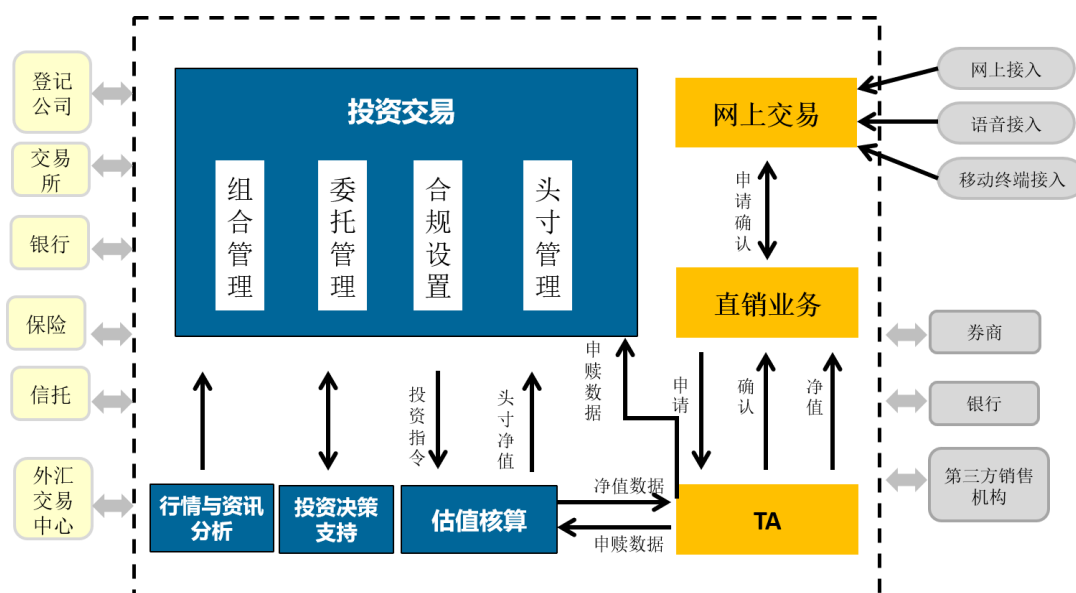 登记
公司
交易
所
银行
保险
信托
外汇
交易
中心
投资交易
组合管理
委托管理
合规设置
头寸管理
投资指令
头寸净值
申赎数据
行情与资讯
分析
投资决策
支持
估值核算
净值数据
申赎数据
网上交易
申请确认
直销业务
申请
确认
净值
TA
网上接入
语音接入
移动终端接入
券商
银行
第三方销售
机构